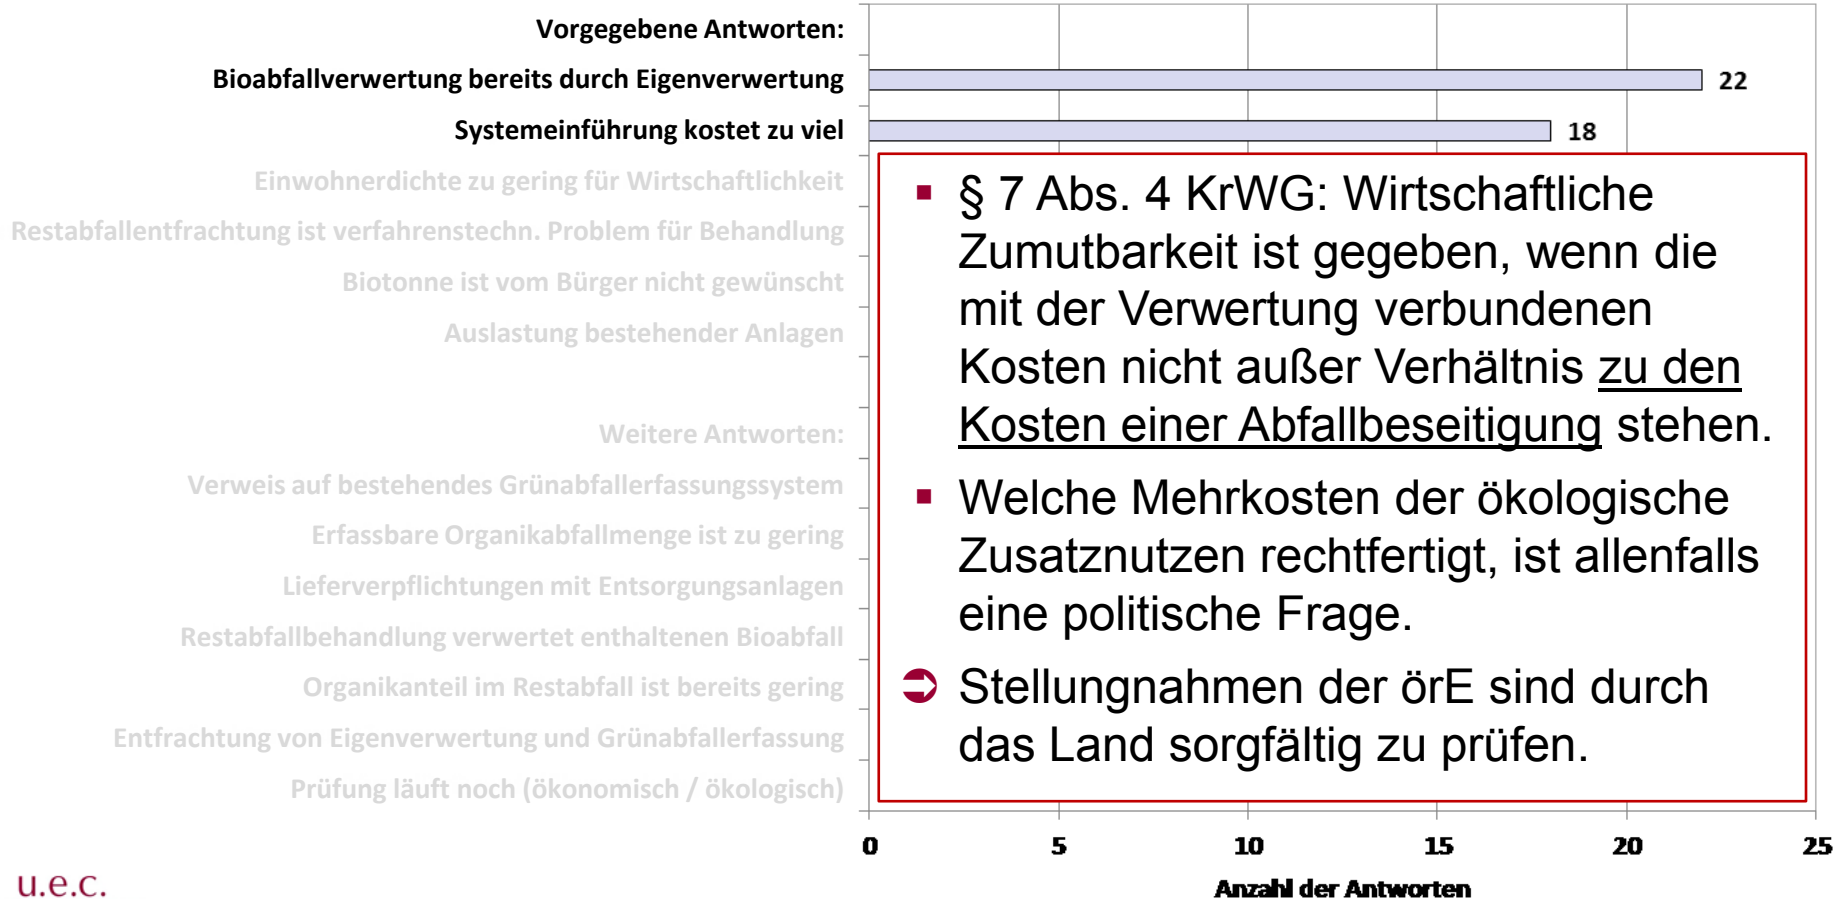 Vorgegebene Antworten:
Bioabfallverwertung bereits durch Eigenverwertung
22
Systemeinführung kostet zu viel
18
Einwohnerdichte zu gering für Wirtschaftlichkeit
Restabfallentfrachtung ist verfahrenstechn. Problem für Behandlung
Biotonne ist vom Bürger nicht gewünscht
Auslastung bestehender Anlagen
Weitere Antworten:
Verweis auf bestehendes Grünabfallerfassungssystem
Erfassbare Organikabfallmenge ist zu gering
Lieferverpflichtungen mit Entsorgungsanlagen
Restabfallbehandlung verwertet enthaltenen Bioabfall
Organikanteil im Restabfall ist bereits gering
Entfrachtung von Eigenverwertung und Grünabfallerfassung
Prüfung läuft noch (ökonomisch / ökologisch)
▪ § 7 Abs. 4 KrWG: Wirtschaftliche
Zumutbarkeit ist gegeben, wenn die
mit der Verwertung verbundenen
Kosten nicht außer Verhältnis zu den
Kosten einer Abfallbeseitigung stehen.
▪ Welche Mehrkosten der ökologische
Zusatznutzen rechtfertigt, ist allenfalls
eine politische Frage.
➲ Stellungnahmen der örE sind durch
das Land sorgfältig zu prüfen.
0 5 10 15 20 25
Anzahl der Antworten
u.e.c.